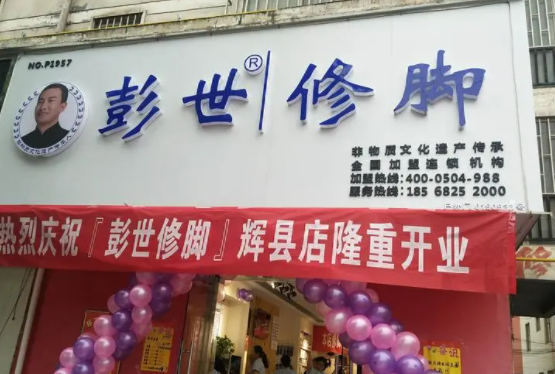 NO.P1957
彭世®修脚
非物质文化遗产传承
全国加盟连锁机构
加盟热线:400-0504-988
服务热线:185 6825 2000
热烈庆祝『彭世修脚』辉县店隆重开业